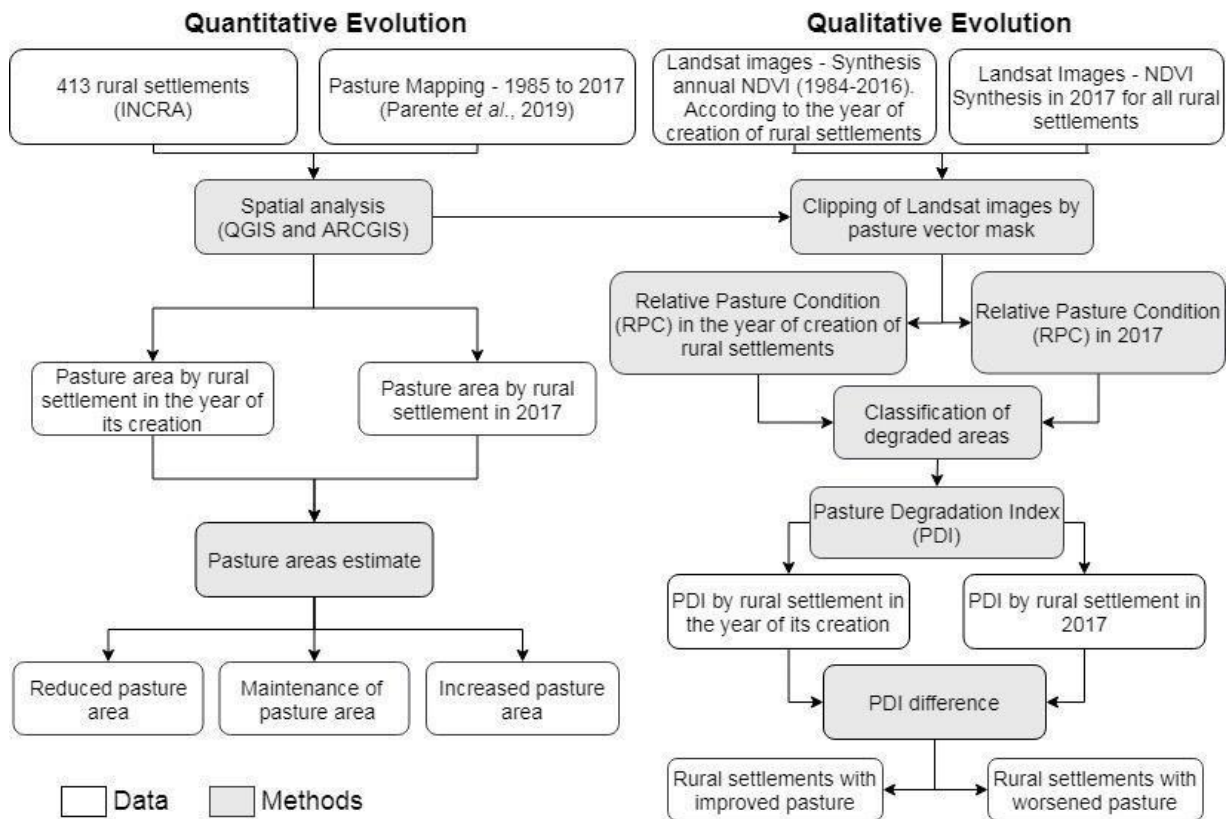 Quantitative Evolution
Qualitative Evolution
413 rural settlements
(INCRA)
Pasture Mapping - 1985 to 2017
(Parente et al., 2019)
Landsat images - Synthesis
annual NDVI (1984-2016).
According to the year of
creation of rural settlements
Landsat Images - NDVI
Synthesis in 2017 for all rural
settlements
Spatial analysis
(QGIS and ARCGIS)
Clipping of Landsat images by
pasture vector mask
Relative Pasture Condition
(RPC) in the year of creation of
rural settlements
Relative Pasture Condition
(RPC) in 2017
Pasture area by rural
settlement in the year of
its creation
Pasture area by rural
settlement in 2017
Classification of
degraded areas
Pasture Degradation Index
(PDI)
Pasture areas estimate
PDI by rural settlement in
the year of its creation
PDI by rural settlement in
2017
Reduced pasture
area
Maintenance of
pasture area
Increased pasture
area
PDI difference
Rural settlements with
improved pasture
Rural settlements with
worsened pasture
Data
Methods